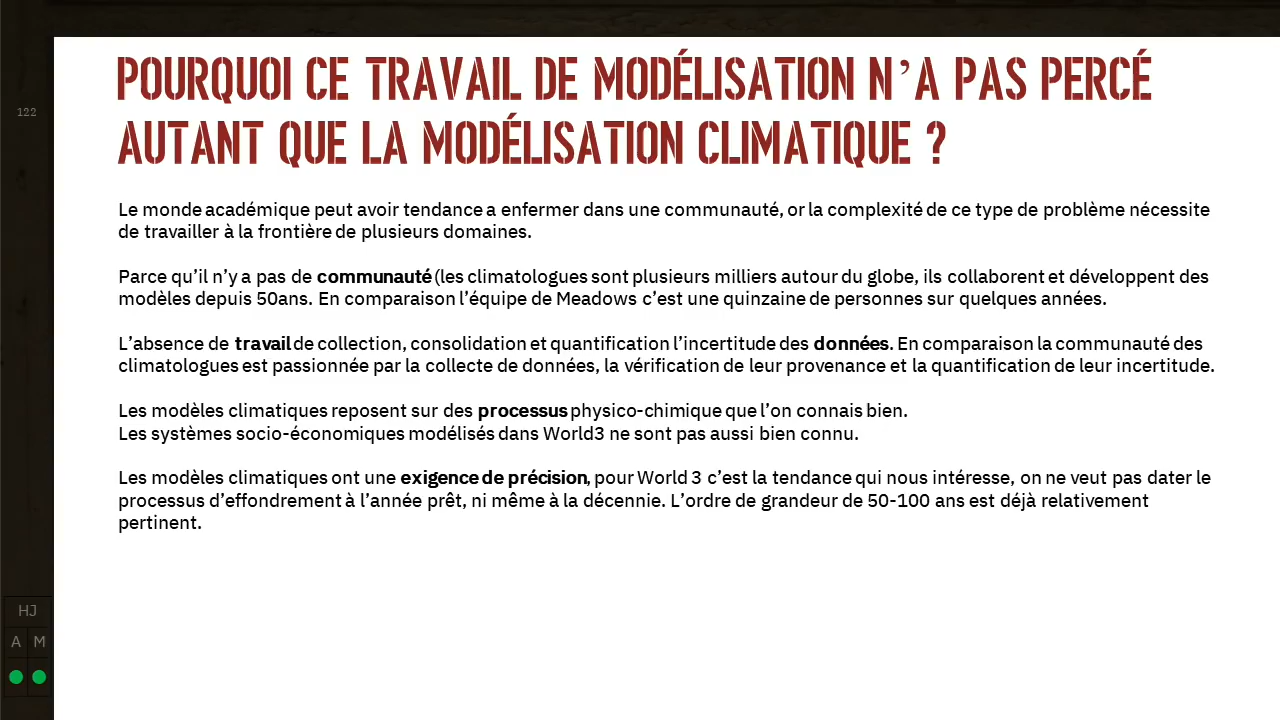 POURQUOI CE TRAVAIL DE MODÉLISATION N'A PAS PERCÉ
AUTANT QUE LA MODÉLISATION CLIMATIQUE ?
122
Le monde académique peut avoir tendance a enfermer dans une communauté, or la complexité de ce type de problème nécessite
de travailler à la frontière de plusieurs domaines.
Parce qu'il n'y a pas de communauté (les climatologues sont plusieurs milliers autour du globe, ils collaborent et développent des
modèles depuis 50ans. En comparaison l'équipe de Meadows c'est une quinzaine de personnes sur quelques années.
L'absence de travail de collection, consolidation et quantification l'incertitude des données. En comparaison la communauté des
climatologues est passionnée par la collecte de données, la vérification de leur provenance et la quantification de leur incertitude.
Les modèles climatiques reposent sur des processus physico-chimique que l'on connais bien.
Les systèmes socio-économiques modélisés dans World3 ne sont pas aussi bien connu.
Les modèles climatiques ont une exigence de précision, pour World 3 c'est la tendance qui nous intéresse, on ne veut pas dater le
processus d'effondrement à l'année prêt, ni même à la décennie. L'ordre de grandeur de 50-100 ans est déjà relativement
pertinent.
HJ
A M